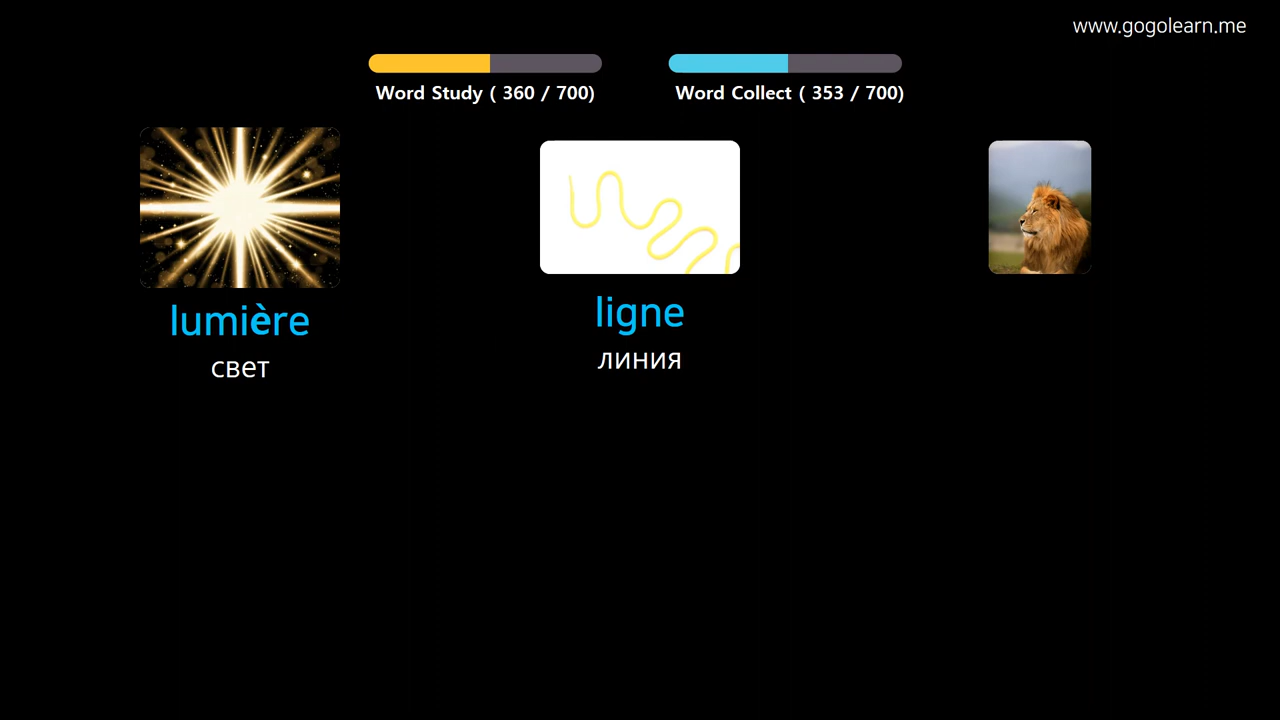 www.gogolearn.me
Word Study ( 360 / 700)
Word Collect ( 353 / 700)
lumière
свет
ligne
линия